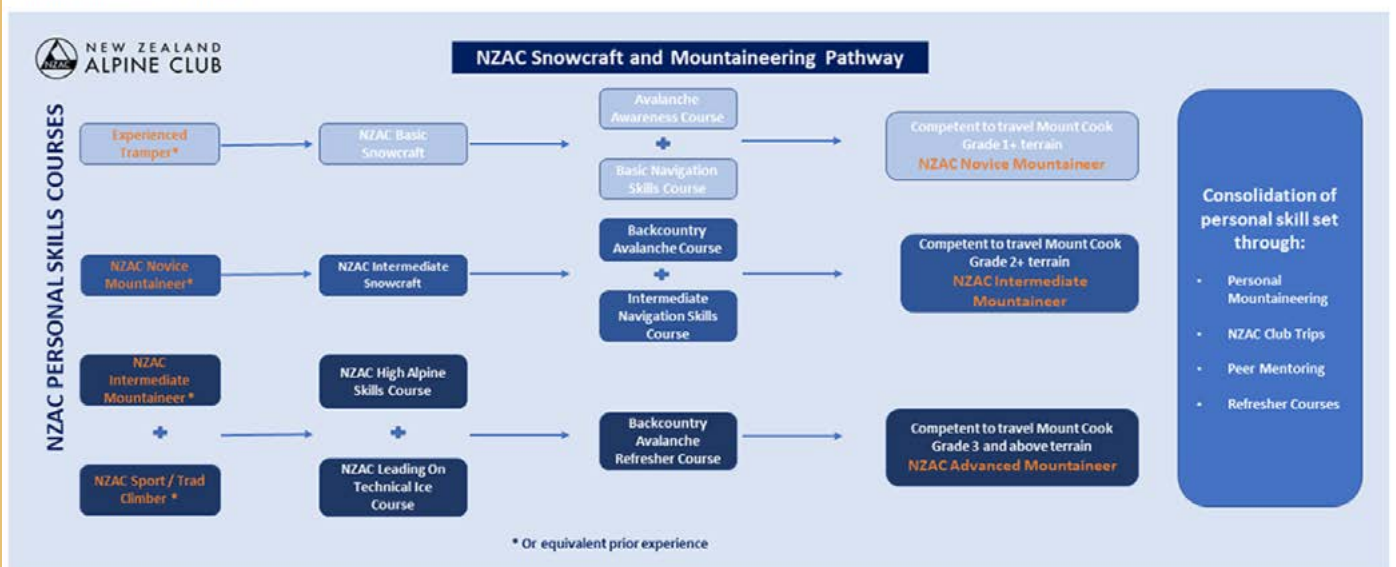 NEW ZEALAND
ALPINE CLUB
NZAC
NZAC Snowcraft and Mountaineering Pathway
NZAC PERSONAL SKILLS COURSES
Experienced
Tramper*
NZAC Basic
Snowcraft
Avalanche
Awareness Course
+
Basic Navigation
Skills Course
Competent to travel Mount Cook
Grade 1+ terrain
NZAC Novice Mountaineer
NZAC Novice
Mountaineer*
NZAC Intermediate
Snowcraft
Backcountry
Avalanche Course
+
Intermediate
Navigation Skills
Course
Competent to travel Mount Cook
Grade 2+ terrain
NZAC Intermediate
Mountaineer
NZAC
Intermediate
Mountaineer *
+
NZAC Sport / Trad
Climber *
NZAC High Alpine
Skills Course
+
NZAC Leading On
Technical Ice
Course
Backcountry
Avalanche
Refresher Course
Competent to travel Mount Cook
Grade 3 and above terrain
NZAC Advanced Mountaineer
Consolidation of
personal skill set
through:
• Personal
Mountaineering
• NZAC Club Trips
• Peer Mentoring
• Refresher Courses
* Or equivalent prior experience